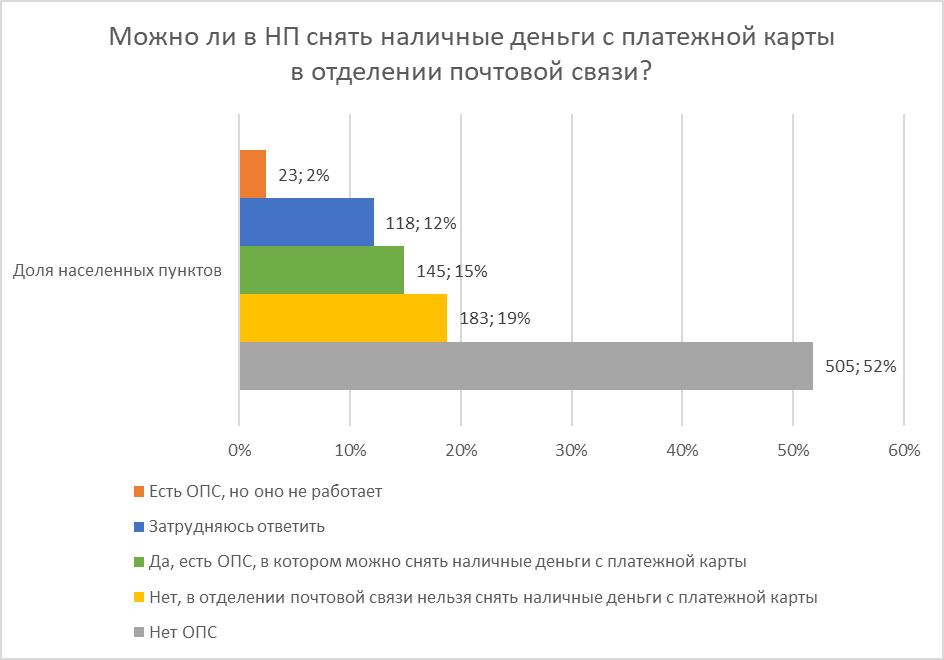 Можно ли в НП снять наличные деньги с платежной карты
в отделении почтовой связи?
23; 2%
118; 12%
Доля населенных пунктов
145; 15%
183; 19%
505; 52%
0%
10%
20%
30%
40%
50%
60%
Есть ОПС, но оно не работает
Затрудняюсь ответить
Да, есть ОПС, в котором можно снять наличные деньги с платежной карты
Нет, в отделении почтовой связи нельзя снять наличные деньги с платежной карты
Нет ОПС